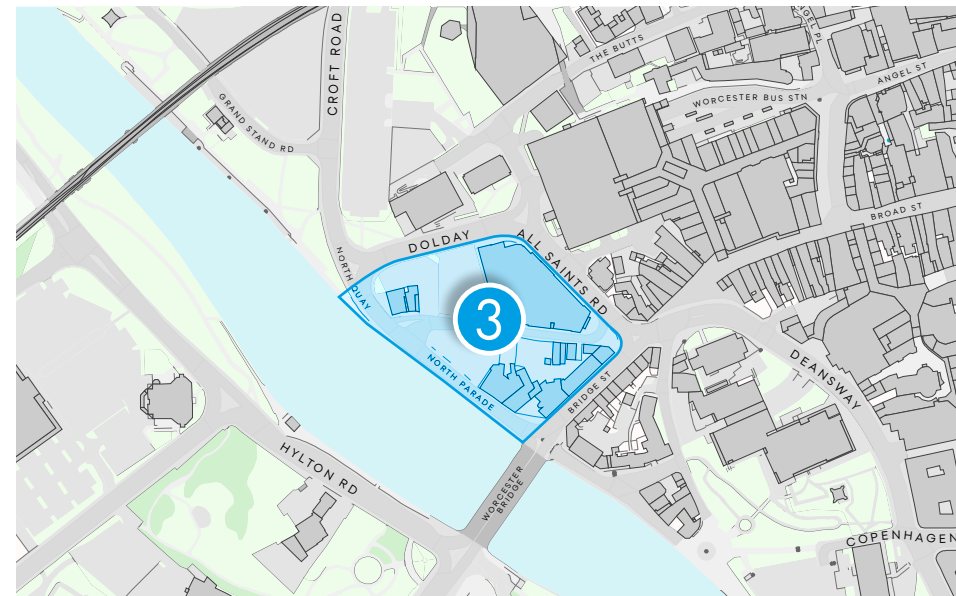 CROFT ROAD
ANGEL PL
THE BUTTS
ANGEL ST
GRAND STAND RD
WORCESTER BUS STN
BROAD ST
DOLDAY
ALL SAINTS RD
NORTH QUAY
3
NORTH PARADE
BRIDGE ST
DEANSWAY
HYLTON RD
WORCESTER
BRIDGE
COPENHAGEN